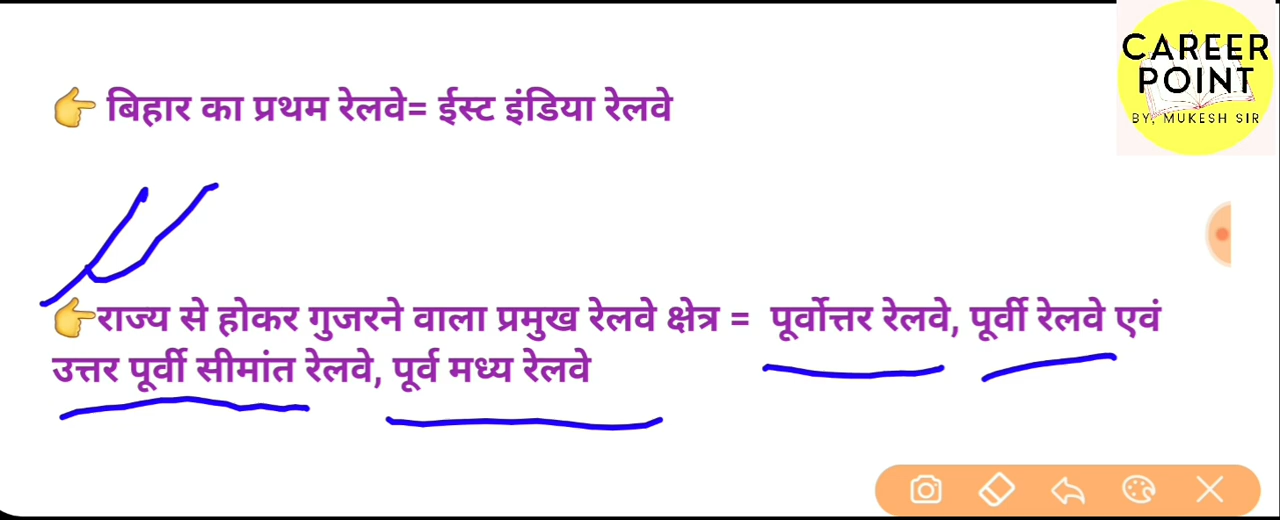 CAREER
POINT
BY, MUKESH SIR
👉 बिहार का प्रथम रेलवे= ईस्ट इंडिया रेलवे
👉राज्य से होकर गुजरने वाला प्रमुख रेलवे क्षेत्र = पूर्वोत्तर रेलवे, पूर्वी रेलवे एवं
उत्तर पूर्वी सीमांत रेलवे, पूर्व मध्य रेलवे